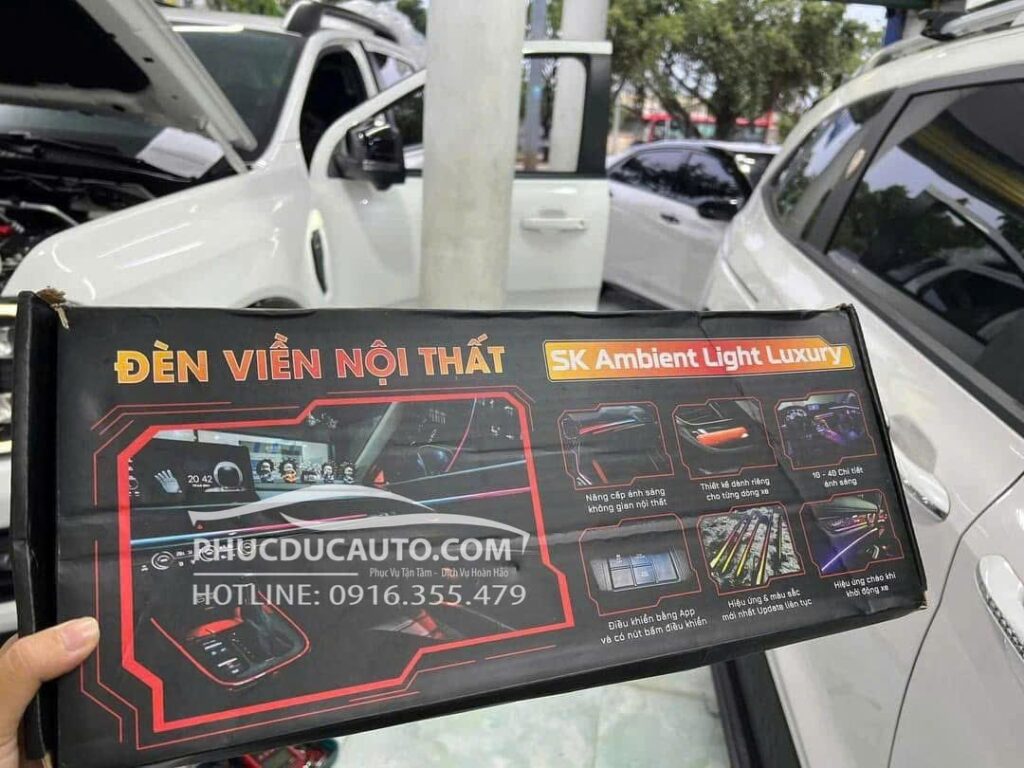 ĐÈN VIỀN NỘI THẤT
SK Ambient Light Luxury
20 42
Nâng cấp ánh sáng
không gian nội thất
Thiết kế dành riêng
cho từng dòng xe
10 - 40 Chi tiết
ánh sáng
Điều khiển bằng App
và có nút bấm điều khiển
Hiệu ứng & màu sắc
mới nhất Updata liên tục
Hiệu ứng chào khi
khởi động xe
PHUCDUCAUTO.COM
Phục Vụ Tận Tâm - Dịch Vụ Hoàn Hảo
HOTLINE: 0916.355.479